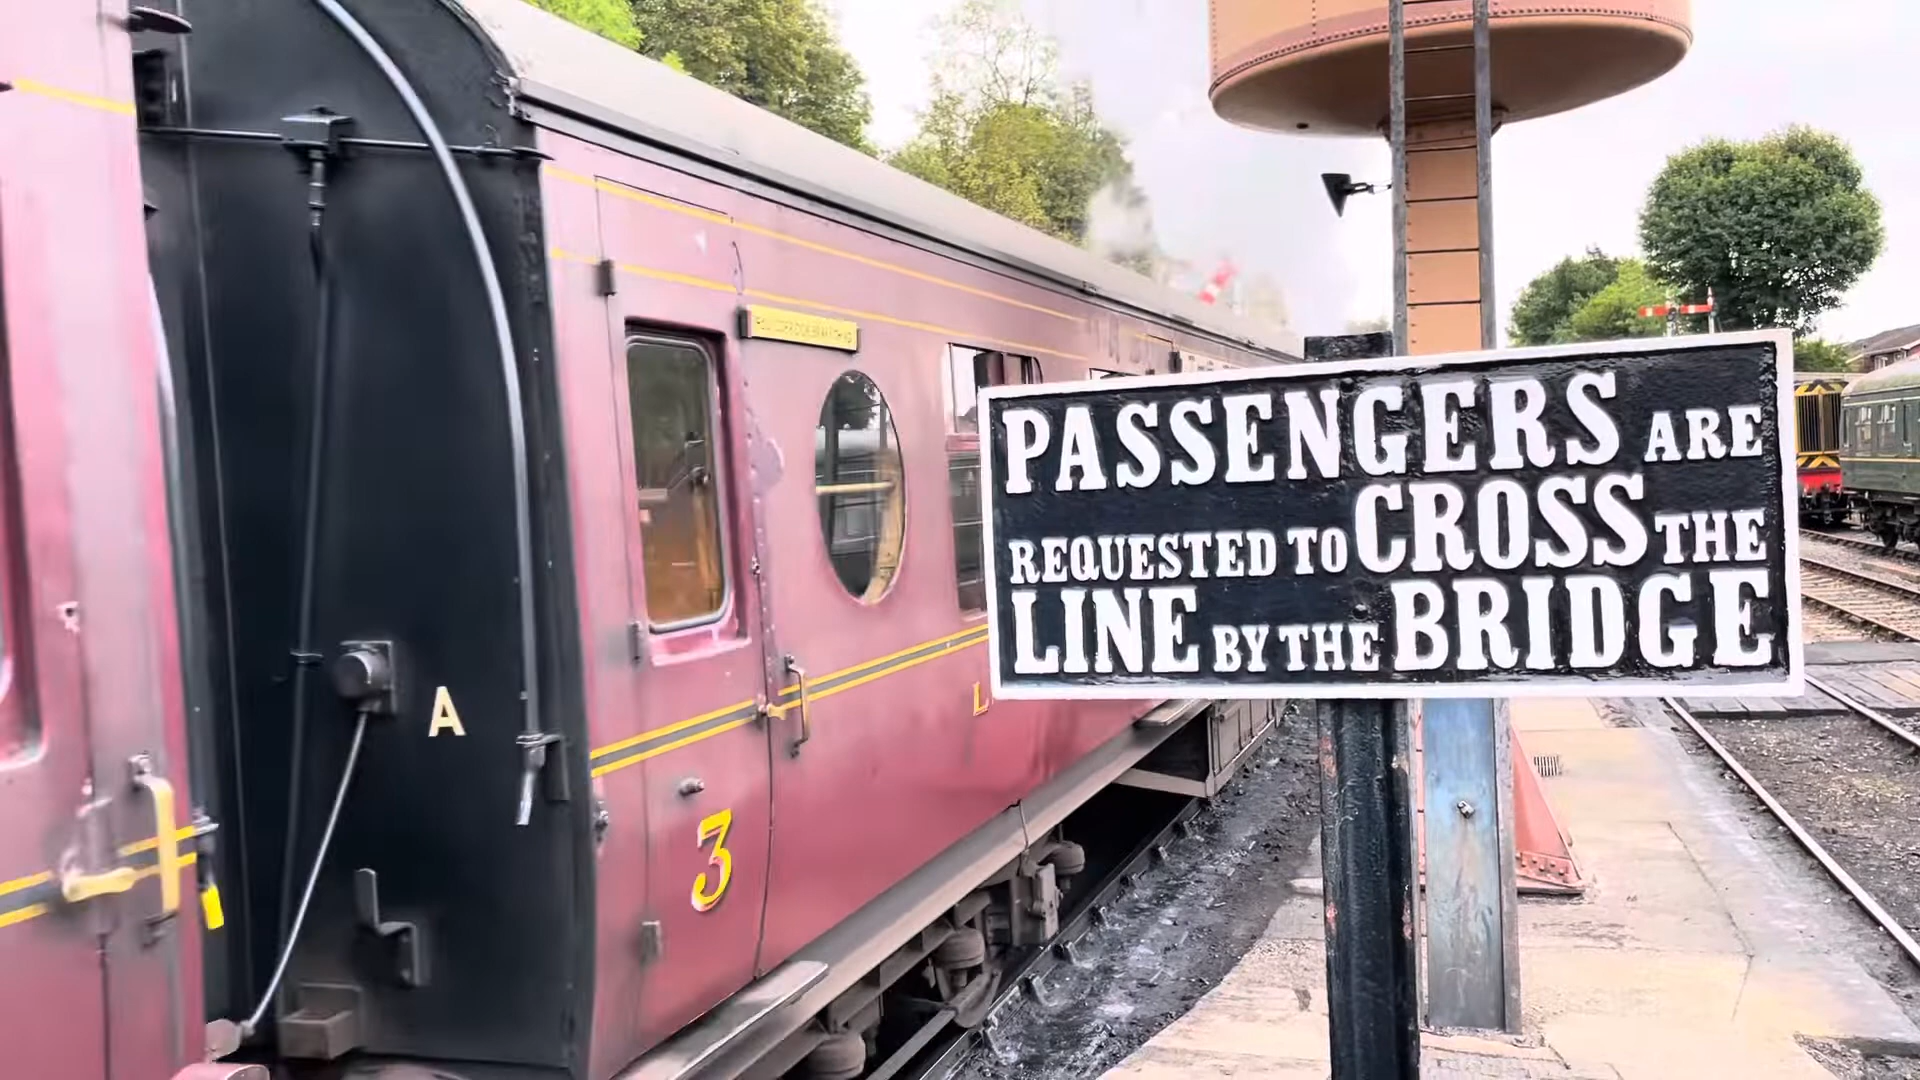 A
3
L
PASSENGERS ARE
REQUESTED TO CROSS THE
LINE BY THE BRIDGE